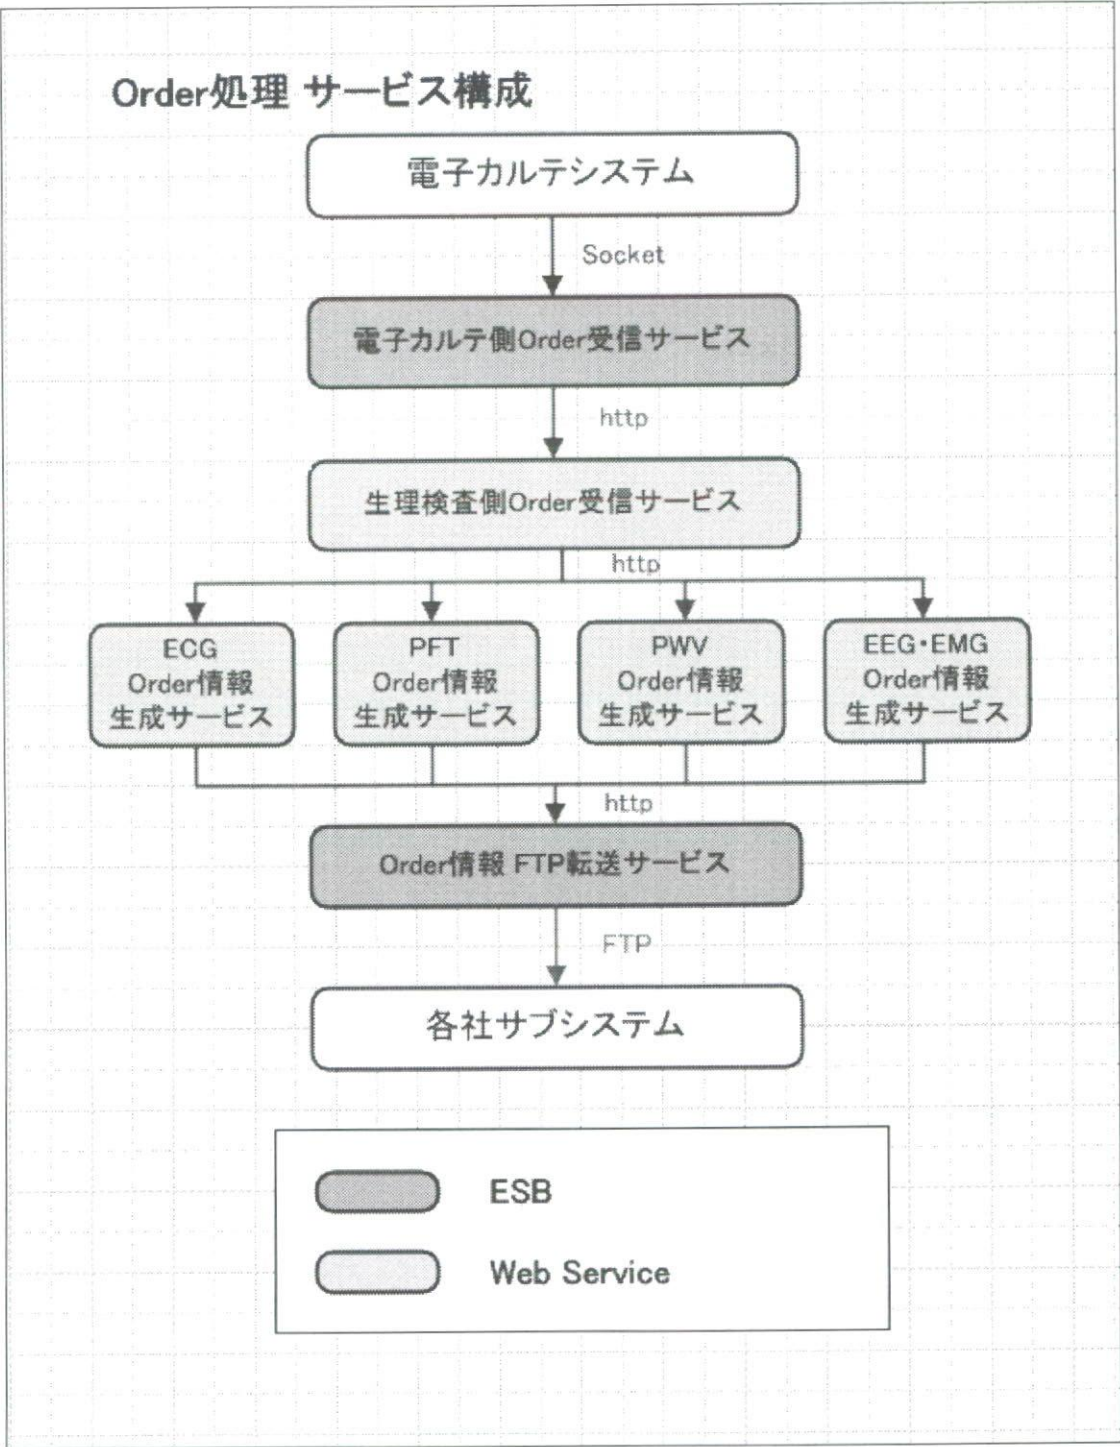 Order処理 サービス構成
電子カルテシステム
Socket
電子カルテ側Order受信サービス
http
生理検査側Order受信サービス
http
ECG
Order情報
生成サービス
PFT
Order情報
生成サービス
PWV
Order情報
生成サービス
EEG・EMG
Order情報
生成サービス
http
Order情報 FTP転送サービス
FTP
各社サブシステム
ESB
Web Service